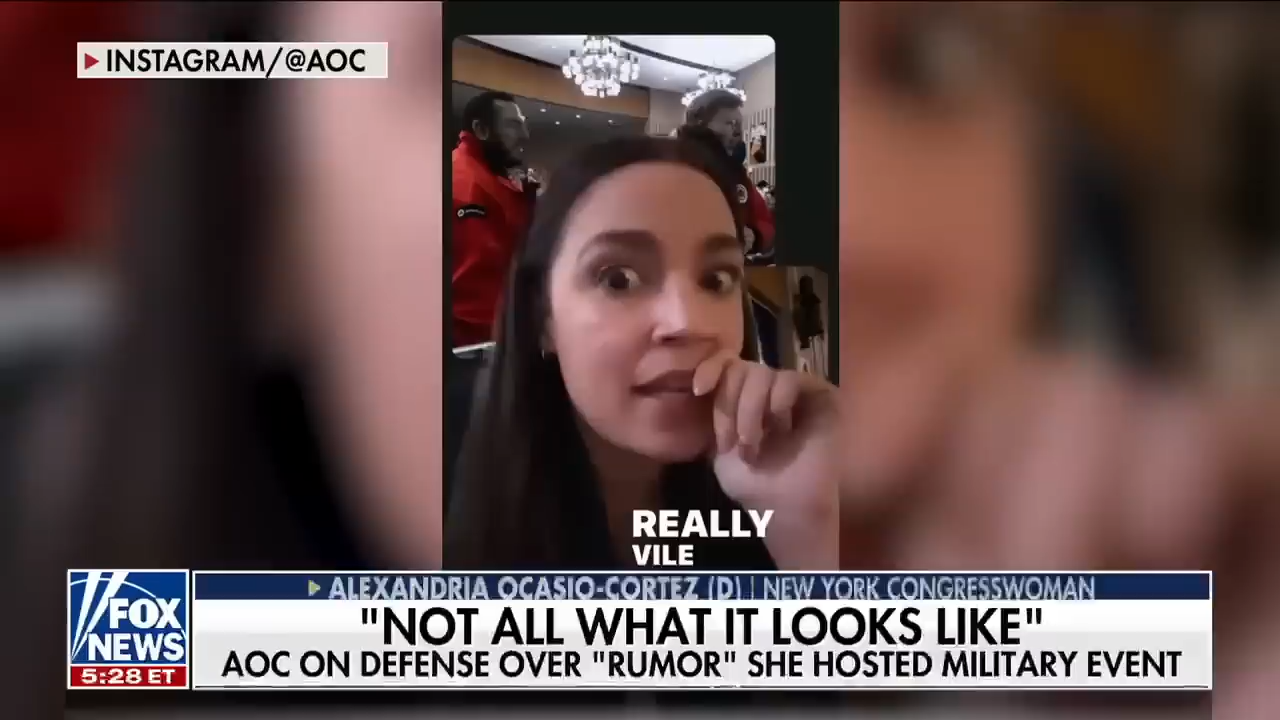 INSTAGRAM/@AOC
REALLY
VILE
ALEXANDRIA OCASIO-CORTEZ (D) | NEW YORK CONGRESSWOMAN
"NOT ALL WHAT IT LOOKS LIKE"
AOC ON DEFENSE OVER "RUMOR" SHE HOSTED MILITARY EVENT
FOX
NEWS
5:28 ET